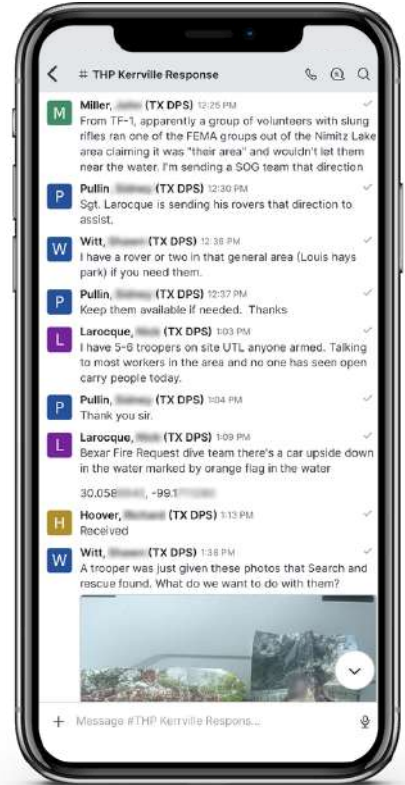 # THP Kerrville Response
M
Miller, (TX DPS) 12:25 PM
From TF-1, apparently a group of volunteers with slung
rifles ran one of the FEMA groups out of the Nimitz Lake
area claiming it was "their area" and wouldn't let them
near the water. I'm sending a SOG team that direction
P
Pullin (TX DPS) 12:30 PM
Sgt. Larocque is sending his rovers that direction to
assist.
W
Witt, (TX DPS) 12:36 PM
I have a rover or two in that general area (Louis hays
park) if you need them.
P
Pullin, (TX DPS) 12:37 PM
Keep them available if needed. Thanks
L
Larocque, (TX DPS) 1:03 PM
I have 5-6 troopers on site UTL anyone armed. Talking
to most workers in the area and no one has seen open
carry people today.
P
Pullin, (TX DPS) 1:04 PM
Thank you sir.
L
Larocque, (TX DPS) 1:09 PM
Bexar Fire Request dive team there's a car upside down
in the water marked by orange flag in the water
30.058 , -99.1
H
Hoover, (TX DPS) 1:13 PM
Received
W
Witt, (TX DPS) 1:36 PM
A trooper was just given these photos that Search and
rescue found. What do we want to do with them?
+ Message #THP Kerrville Respons...